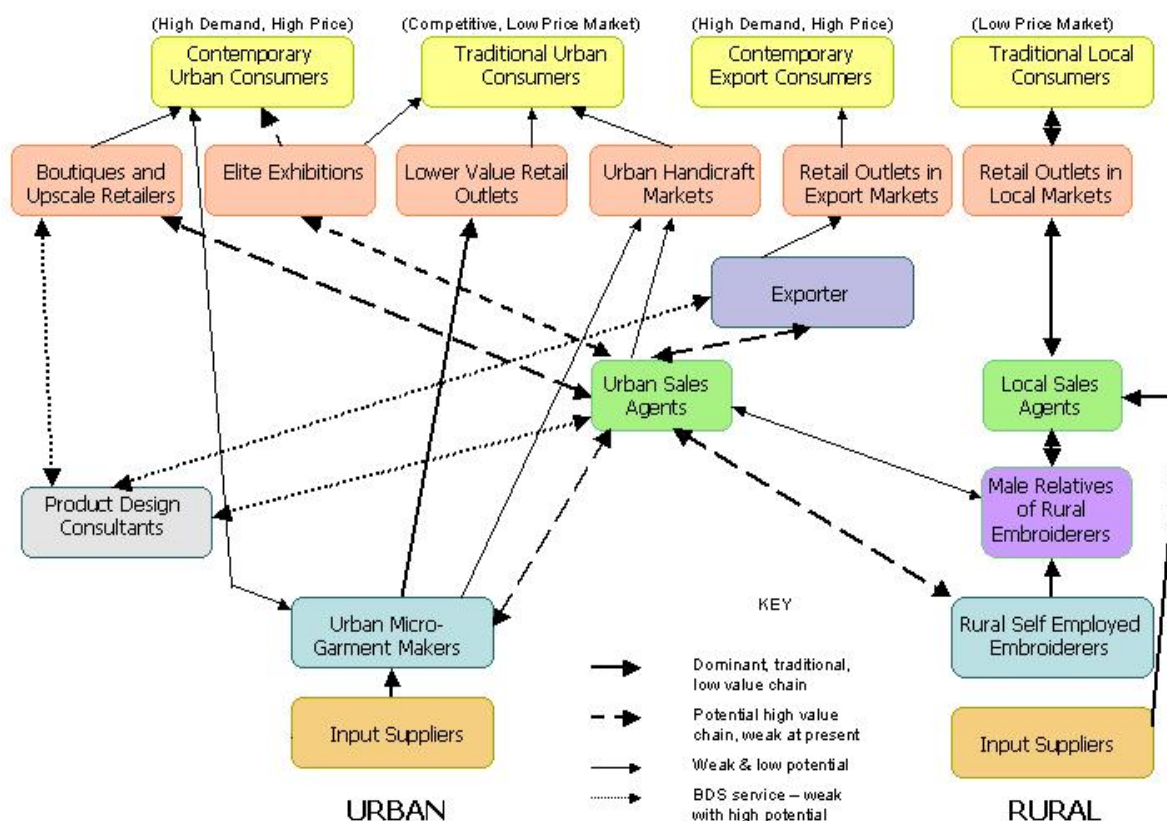 (High Demand, High Price)
(Competitive, Low Price Market)
(High Demand, High Price)
(Low Price Market)
Contemporary
Urban Consumers
Traditional Urban
Consumers
Contemporary
Export Consumers
Traditional Local
Consumers
Boutiques and
Upscale Retailers
Elite Exhibitions
Lower Value Retail
Outlets
Urban Handicraft
Markets
Retail Outlets in
Export Markets
Retail Outlets in
Local Markets
Exporter
Urban Sales
Agents
Local Sales
Agents
Product Design
Consultants
Male Relatives
of Rural
Embroiderers
Urban Micro-
Garment Makers
Rural Self Employed
Embroiderers
Input Suppliers
Input Suppliers
KEY
Dominant, traditional,
low value chain
Potential high value
chain, weak at present
Weak & low potential
BDS service – weak
with high potential
URBAN
RURAL